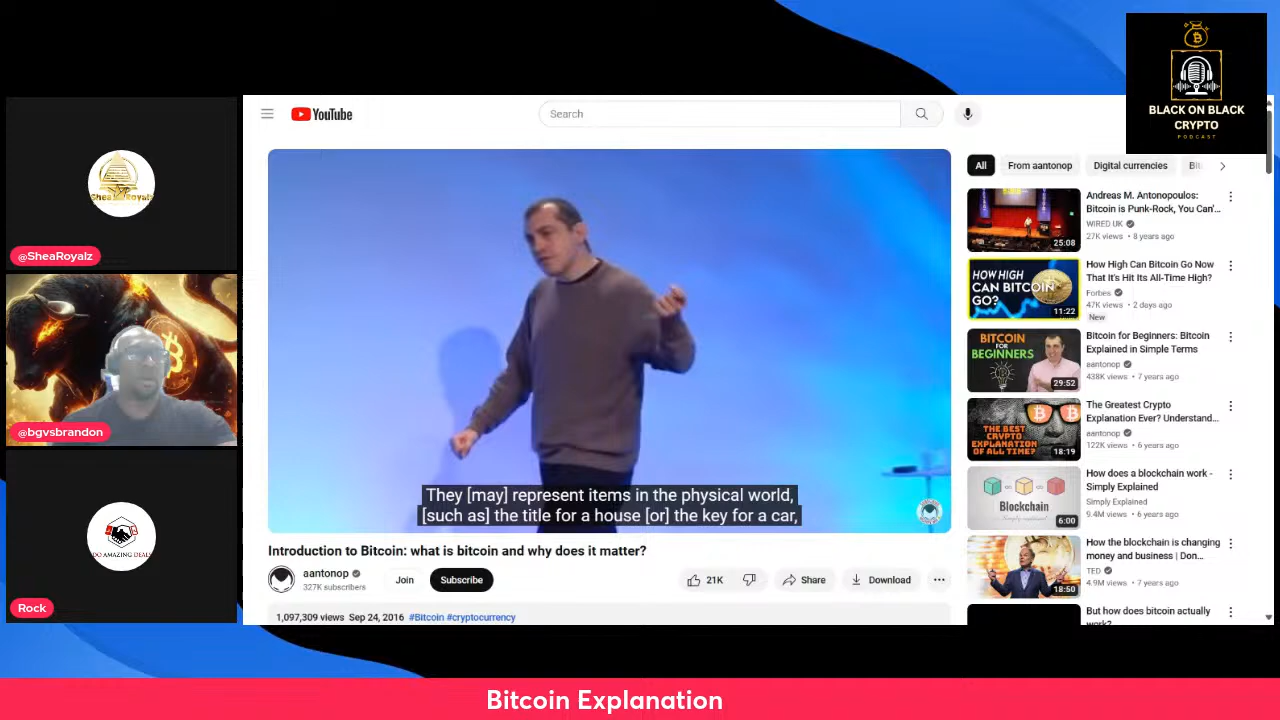 BLACK ON BLACK
CRYPTO
PODCAST
SheaRoyalz
@SheaRoyalz
@bgvsbrandon
DO AMAZING DEALS
Rock
YouTube
Search
They [may] represent items in the physical world,
[such as] the title for a house [or] the key for a car,
Introduction to Bitcoin: what is bitcoin and why does it matter?
aantonop
327K subscribers
Join
Subscribe
21K
Share
Download
1,097,309 views Sep 24, 2016 #Bitcoin #cryptocurrency
All
From aantonop
Digital currencies
25:08
Andreas M. Antonopoulos:
Bitcoin is Punk-Rock, You Can'...
WIRED UK
27K views • 8 years ago
HOW HIGH
CAN BITCOIN
GO?
11:22
How High Can Bitcoin Go Now
That It's Hit Its All-Time High?
Forbes
47K views • 2 days ago
New
BITCOIN
FOR
BEGINNERS
29:52
Bitcoin for Beginners: Bitcoin
Explained in Simple Terms
aantonop
438K views • 7 years ago
THE BEST
CRYPTO
EXPLANATION
OF ALL TIME?
18:19
The Greatest Crypto
Explanation Ever? Understand...
aantonop
122K views • 6 years ago
Blockchain
Simply Explained
6:00
How does a blockchain work -
Simply Explained
Simply Explained
9.4M views • 6 years ago
18:50
How the blockchain is changing
money and business | Don...
TED
4.9M views • 7 years ago
But how does bitcoin actually
work?
Bitcoin Explanation